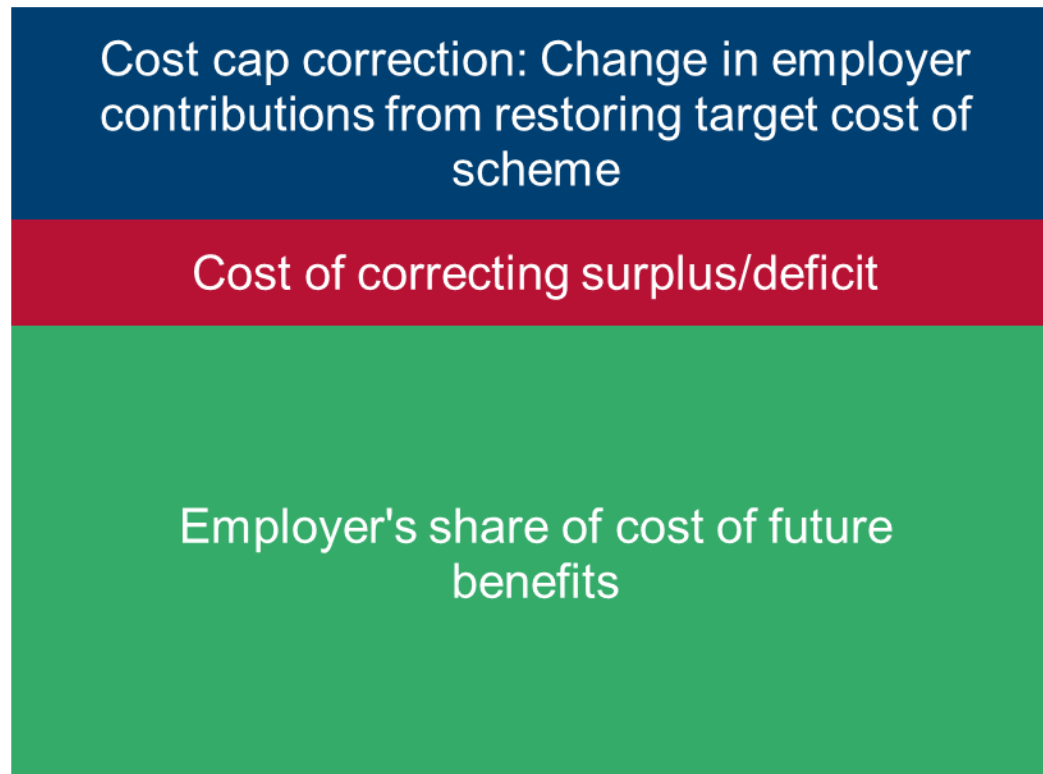 Cost cap correction: Change in employer
contributions from restoring target cost of
scheme
Cost of correcting surplus/deficit
Employer's share of cost of future
benefits